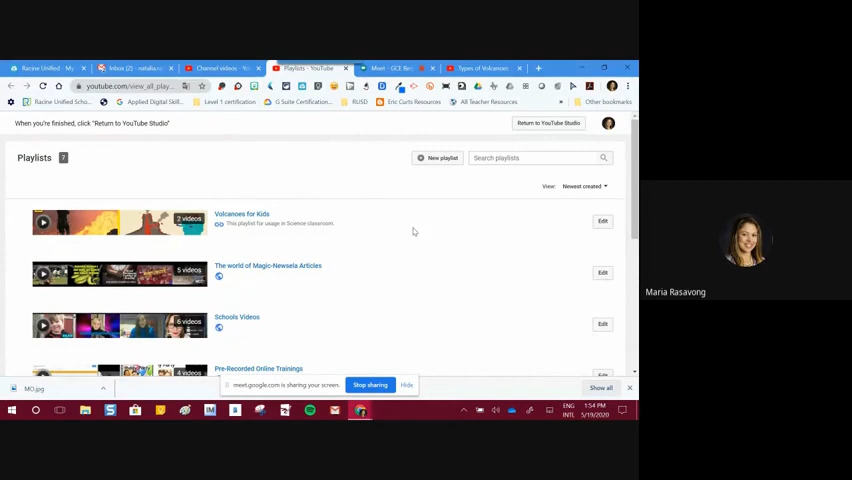 Racine Unified - My
Inbox (2) - natalia.ro
Channel videos - Yo
Playlists - YouTube
Meet - GCE Be
Types of Volcanoes
youtube.com/view_all_play...
Racine Unified Scho...
Applied Digital Skill...
Level 1 certification
G Suite Certification...
RUSD
Eric Curts Resources
All Teacher Resources
Other bookmarks
When you're finished, click "Return to YouTube Studio"
Return to YouTube Studio
Playlists 7
New playlist
Search playlists
View: Newest created
2 videos
Volcanoes for Kids
This playlist for usage in Science classroom.
Edit
5 videos
The world of Magic-Newsela Articles
Edit
6 videos
Schools Videos
Edit
4 videos
Pre-Recorded Online Trainings
Edit
meet.google.com is sharing your screen.
Stop sharing
Hide
MO.jpg
Show all
ENG
INTL
1:54 PM
5/19/2020
Maria Rasavong